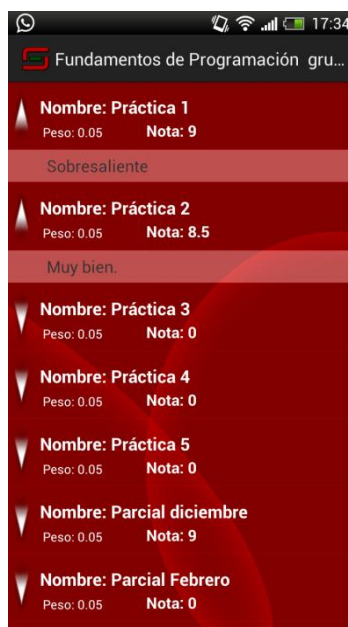 17:34
Fundamentos de Programación gru...
Nombre: Práctica 1
Peso: 0.05 Nota: 9
Sobresaliente
Nombre: Práctica 2
Peso: 0.05 Nota: 8.5
Muy bien.
Nombre: Práctica 3
Peso: 0.05 Nota: 0
Nombre: Práctica 4
Peso: 0.05 Nota: 0
Nombre: Práctica 5
Peso: 0.05 Nota: 0
Nombre: Parcial diciembre
Peso: 0.05 Nota: 9
Nombre: Parcial Febrero
Peso: 0.05 Nota: 0